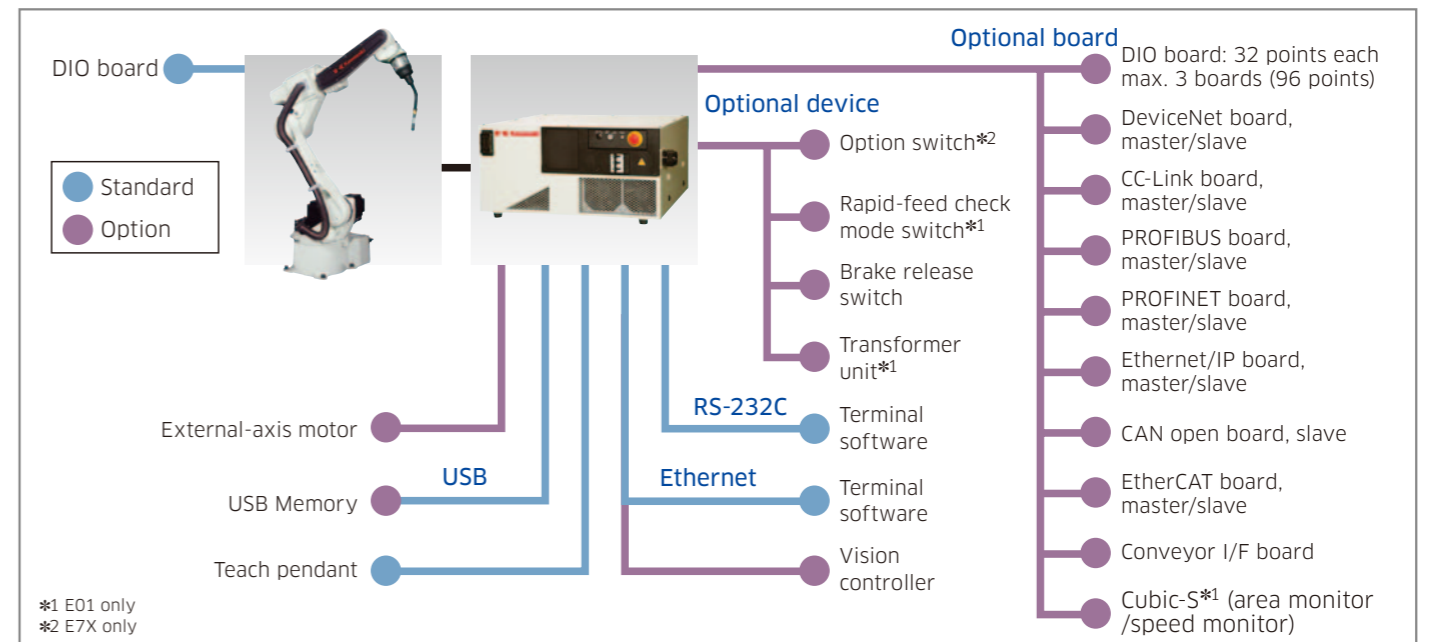 Optional board
DIO board
DIO board: 32 points each
max. 3 boards (96 points)
Optional device
Option switch*2
DeviceNet board,
master/slave
Standard
Option
Rapid-feed check
mode switch*1
CC-Link board,
master/slave
Brake release
switch
PROFIBUS board,
master/slave
Transformer
unit*1
PROFINET board,
master/slave
Ethernet/IP board,
master/slave
RS-232C
Terminal
software
External-axis motor
CAN open board, slave
USB
Ethernet
USB Memory
Terminal
software
EtherCAT board,
master/slave
Teach pendant
Vision
controller
Conveyor I/F board
Cubic-S*1 (area monitor
/speed monitor)
*1 E01 only
*2 E7X only